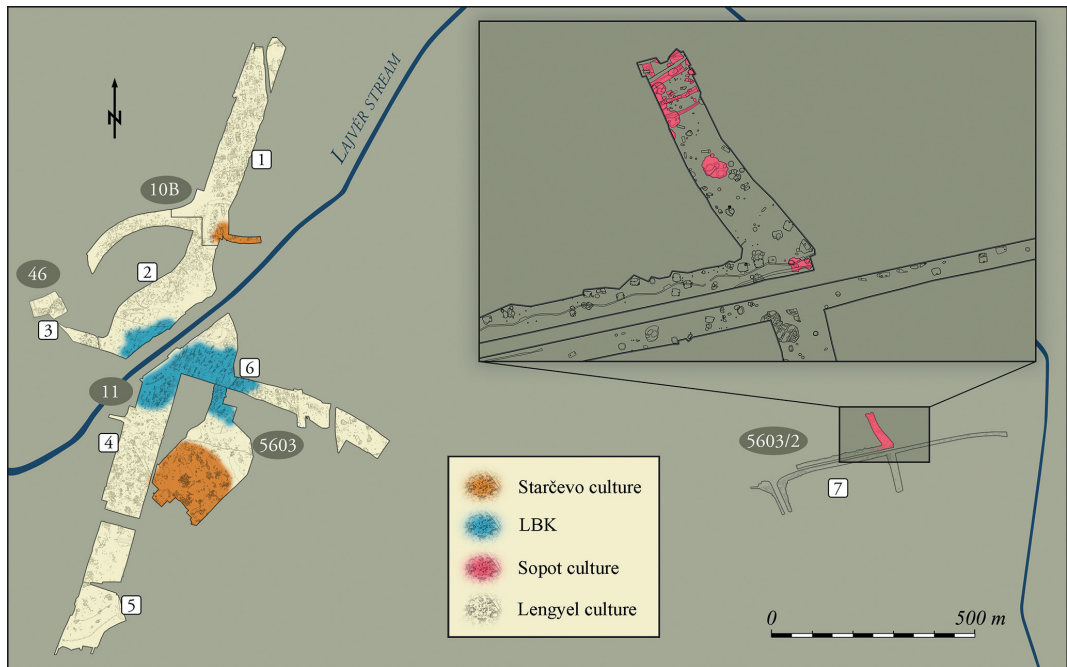 N
LAJVÉR STREAM
1
10B
2
46
3
11
6
4
5603
5
5603/2
7
Starčevo culture
LBK
Sopot culture
Lengyel culture
0 500 m